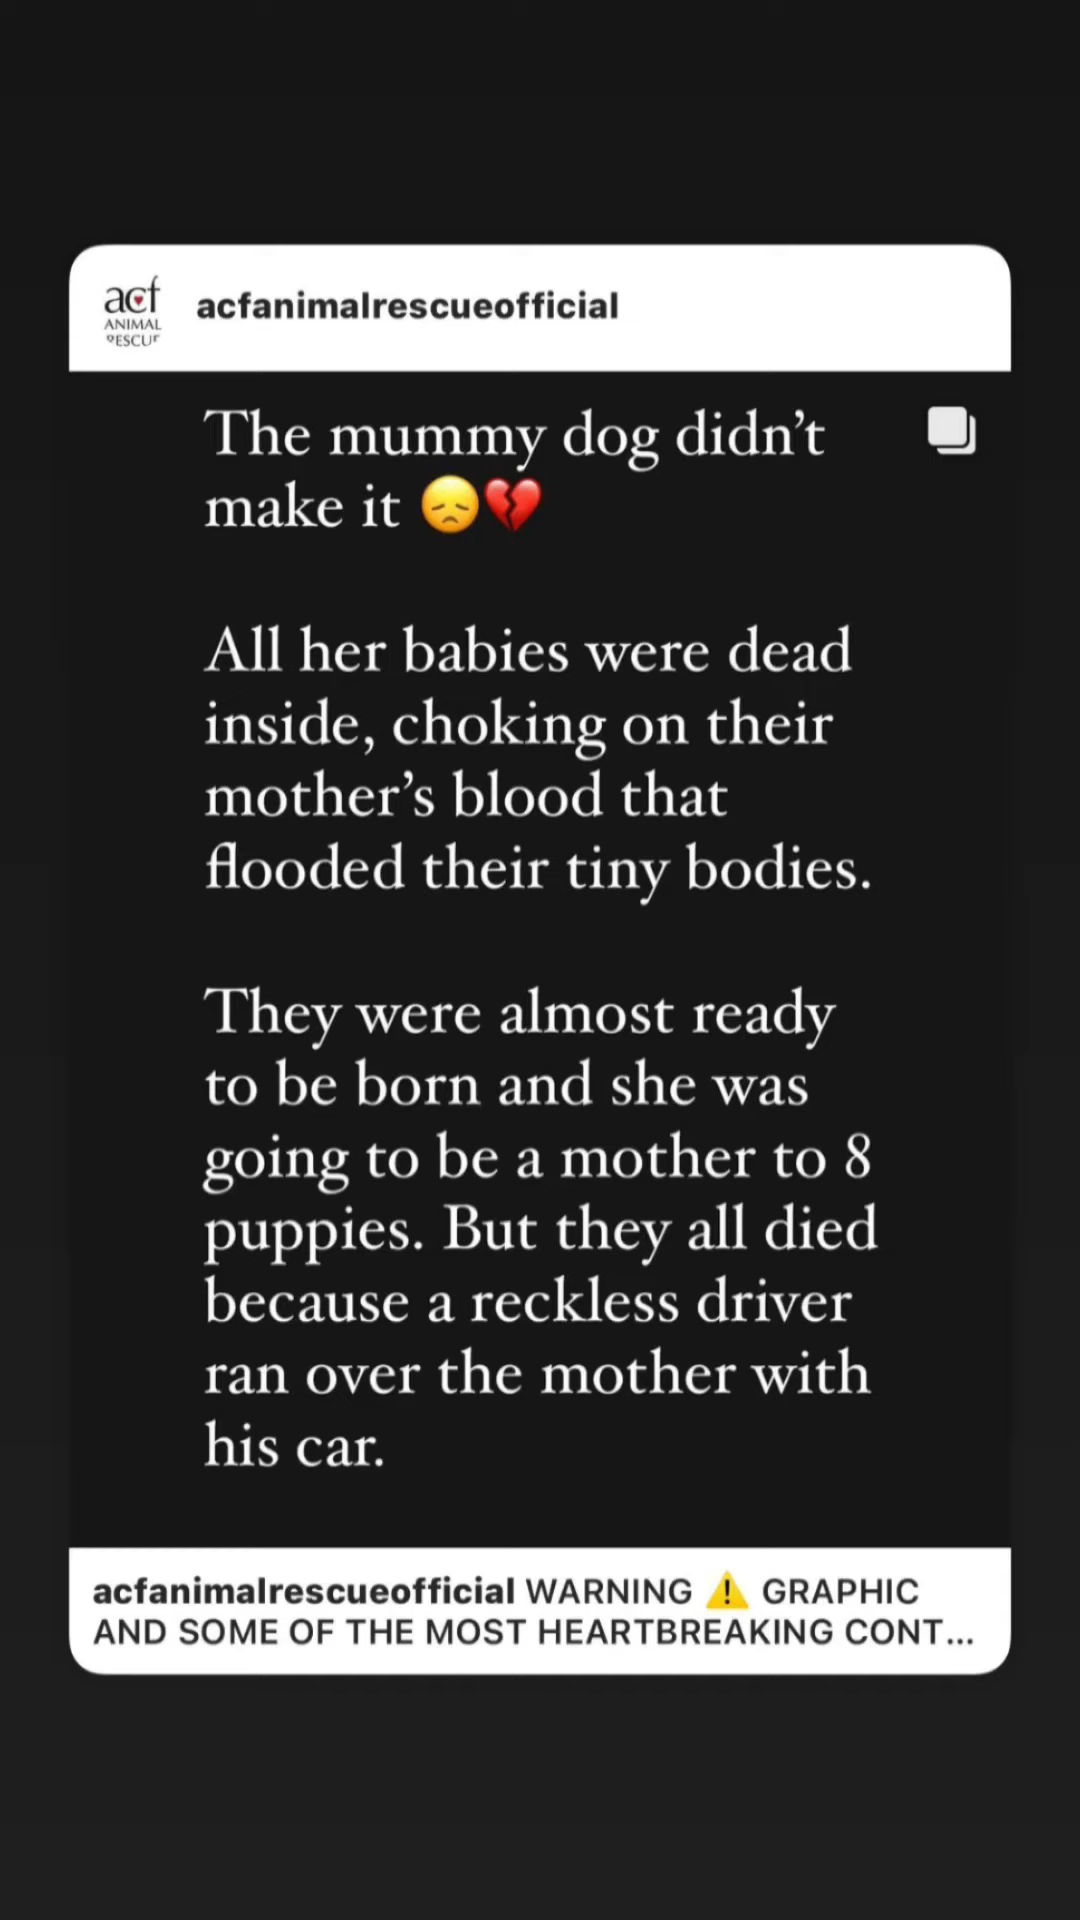 acf
ANIMAL
RESCUE
acfanimalrescueofficial
The mummy dog didn’t
make it 😞💔
All her babies were dead
inside, choking on their
mother’s blood that
flooded their tiny bodies.
They were almost ready
to be born and she was
going to be a mother to 8
puppies. But they all died
because a reckless driver
ran over the mother with
his car.
acfanimalrescueofficial WARNING ⚠️ GRAPHIC
AND SOME OF THE MOST HEARTBREAKING CONT...